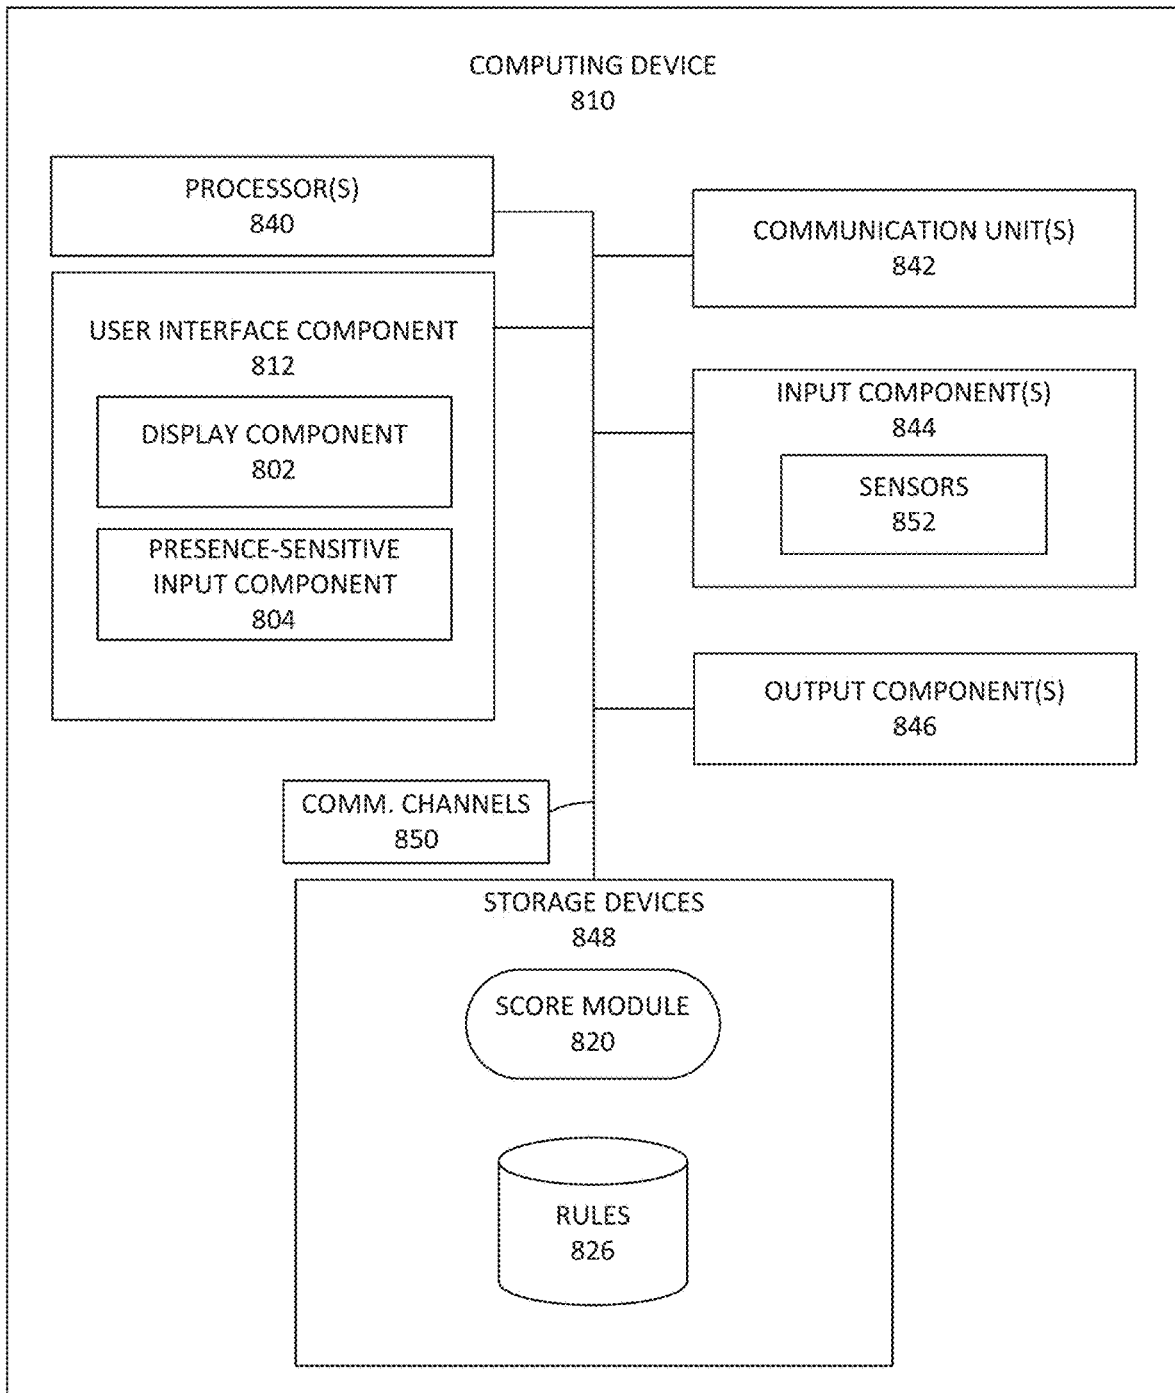 COMPUTING DEVICE
810
PROCESSOR(S)
840
COMMUNICATION UNIT(S)
842
USER INTERFACE COMPONENT
812
DISPLAY COMPONENT
802
PRESENCE-SENSITIVE
INPUT COMPONENT
804
INPUT COMPONENT(S)
844
SENSORS
852
OUTPUT COMPONENT(S)
846
COMM. CHANNELS
850
STORAGE DEVICES
848
SCORE MODULE
820
RULES
826